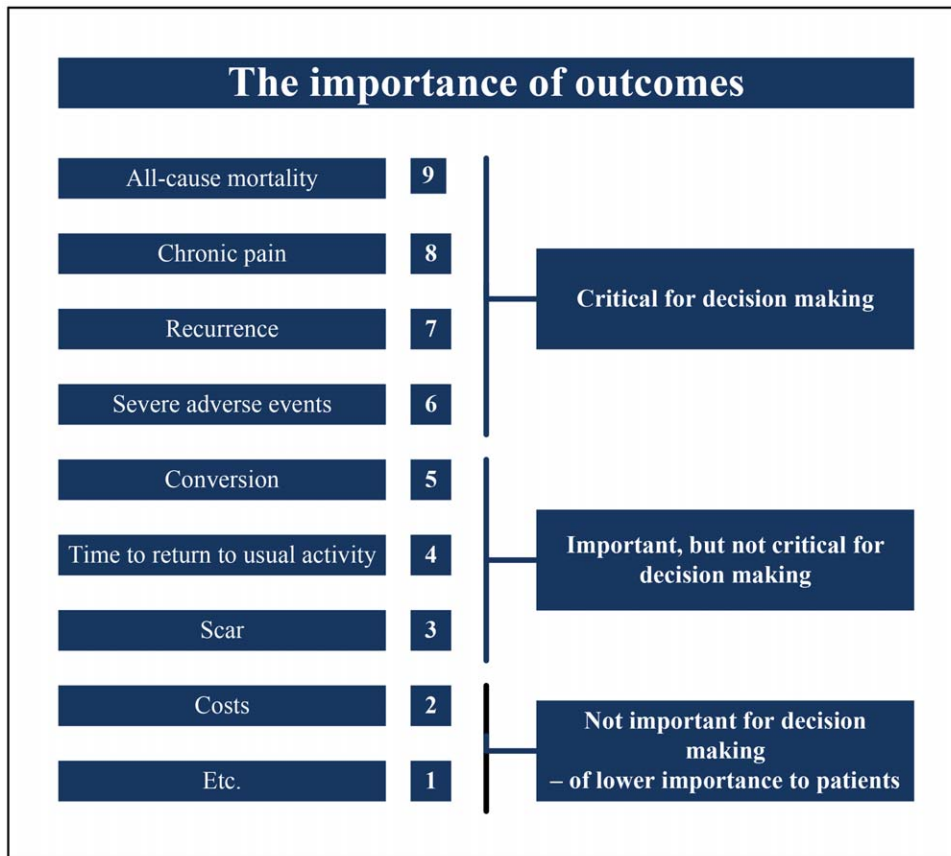 The importance of outcomes
All-cause mortality 9
Chronic pain 8
Critical for decision making
Recurrence 7
Severe adverse events 6
Conversion 5
Time to return to usual activity 4
Important, but not critical for
decision making
Scar 3
Costs 2
Not important for decision
making
– of lower importance to patients
Etc. 1